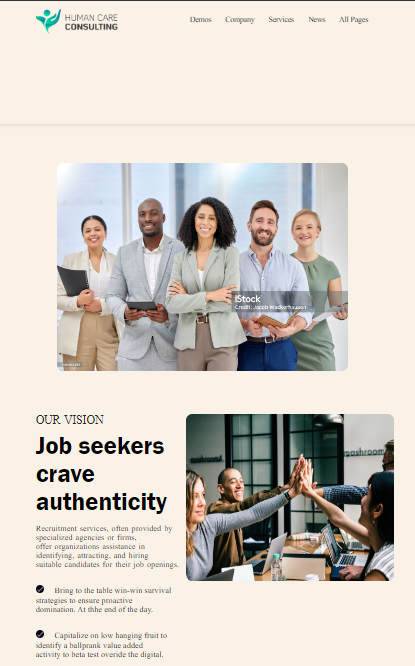 HUMAN CARE
CONSULTING
Demos Company Services News All Pages
iStock
Credit: Jacob Wackerhausen
OUR VISION
Job seekers
crave
authenticity
Recruitment services, often provided by
specialized agencies or firms,
offer organizations assistance in
identifying, attracting, and hiring
suitable candidates for their job openings.
Bring to the table win-win survival
strategies to ensure proactive
domination. At thhe end of the day.
Capitalize on low hanging fruit to
identify a ballprank value added
activity to beta test overide the digital.